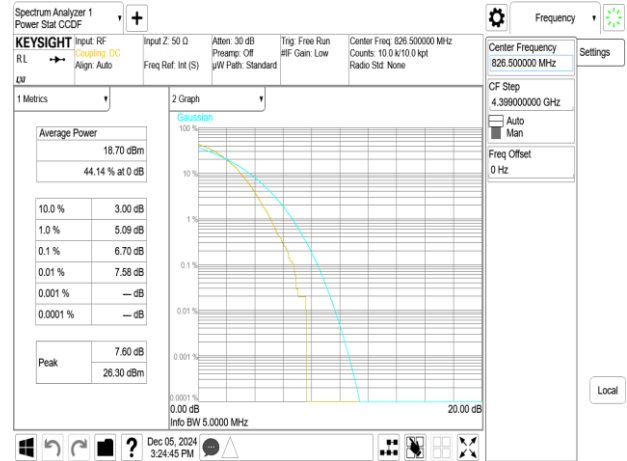 Spectrum Analyzer 1
Power Stat CCDF
Frequency
Settings
KEYSIGHT
RL
Input: RF
Coupling: DC
Align: Auto
Input Z: 50 Ω
Freq Ref: Int (S)
Atten: 30 dB
Preamp: Off
µW Path: Standard
Trig: Free Run
#IF Gain: Low
Center Freq: 826.500000 MHz
Counts: 10.0 k/10.0 kpt
Radio Std: None
LXI
Center Frequency
826.500000 MHz
CF Step
4.399000000 GHz
Auto
Man
Freq Offset
0 Hz
1 Metrics
Average Power
18.70 dBm
44.14 % at 0 dB
10.0 % 3.00 dB
1.0 % 5.09 dB
0.1 % 6.70 dB
0.01 % 7.58 dB
0.001 % --- dB
0.0001 % --- dB
Peak
7.60 dB
26.30 dBm
2 Graph
Gaussian
100 %
10 %
1 %
0.1 %
0.01 %
0.001 %
0.0001 %
0.00 dB 20.00 dB
Info BW 5.0000 MHz
Local
?
Dec 05, 2024
3:24:45 PM